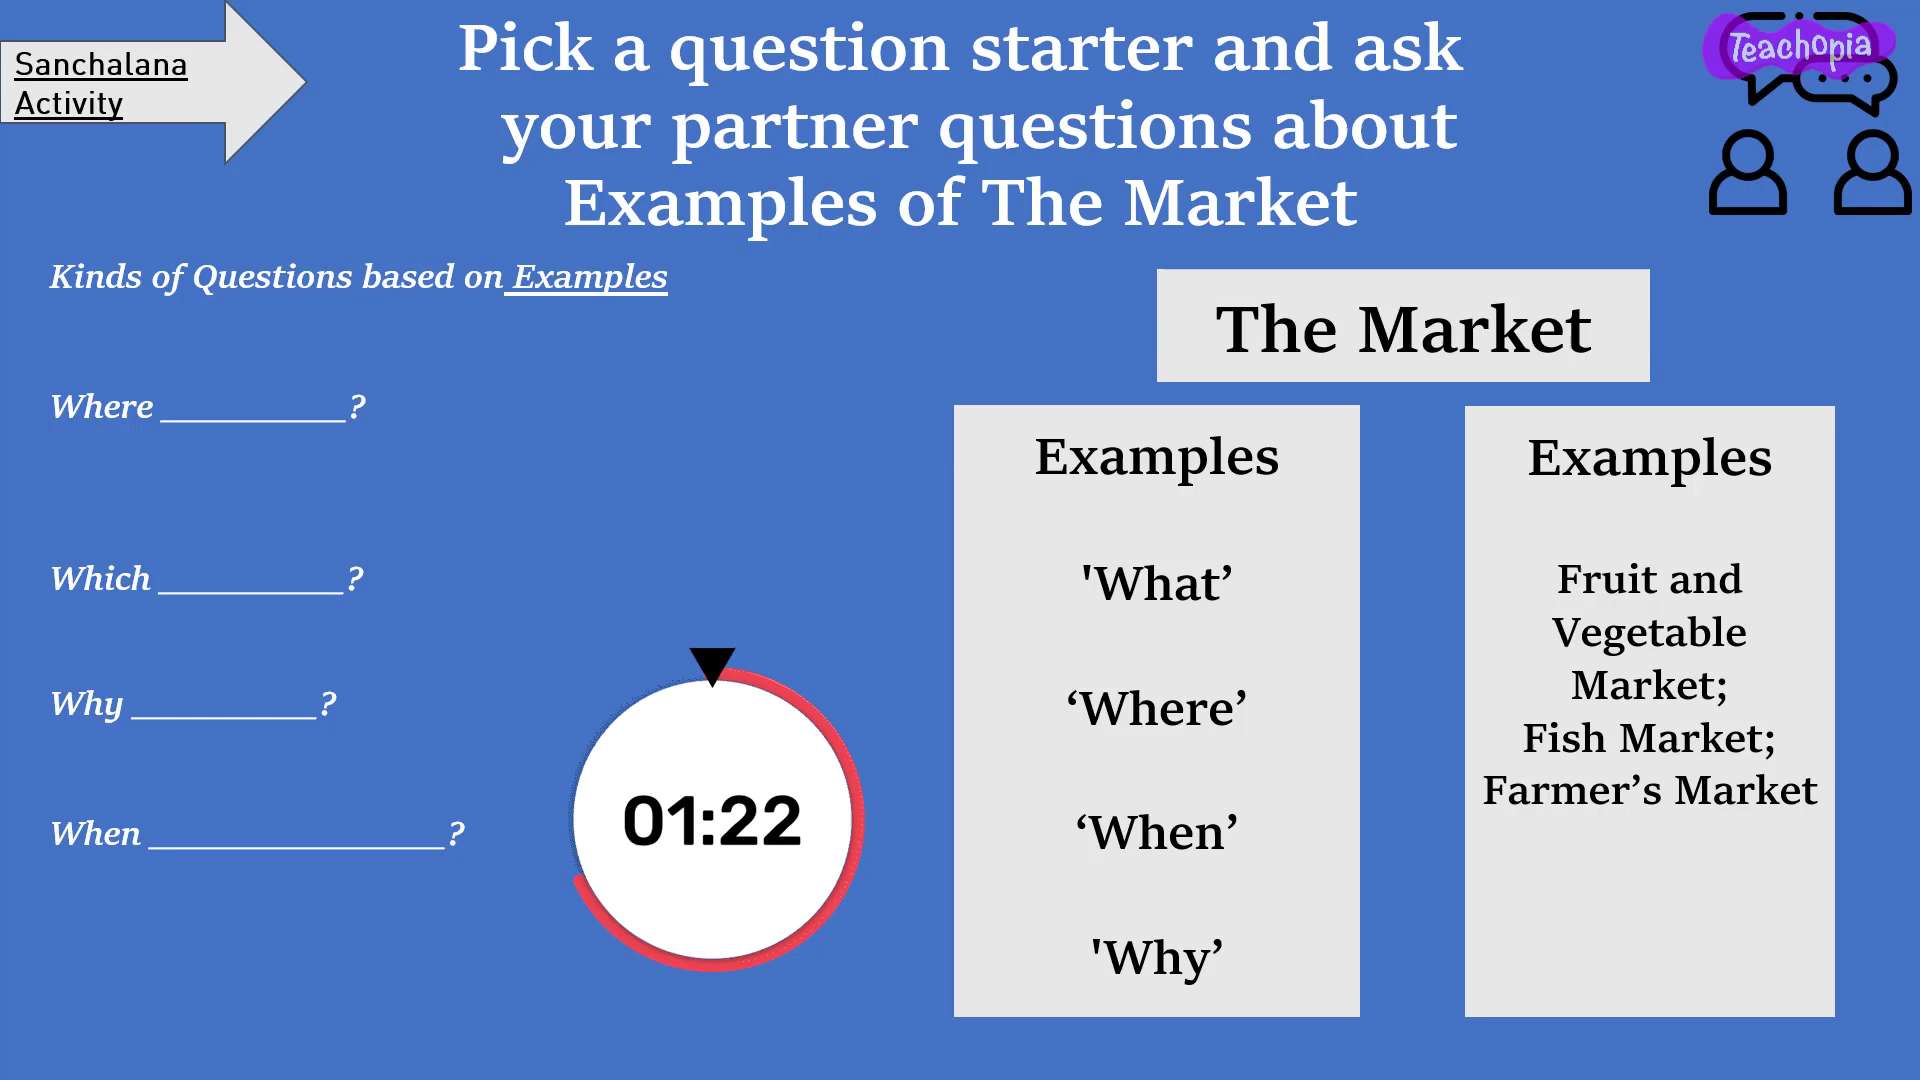 Sanchalana
Activity
Pick a question starter and ask
your partner questions about
Examples of The Market
Teachopia
Kinds of Questions based on Examples
Where ___________?
Which ___________?
Why ___________?
When __________________?
01:22
The Market
Examples
'What’
‘Where’
‘When’
'Why’
Examples
Fruit and
Vegetable
Market;
Fish Market;
Farmer’s Market